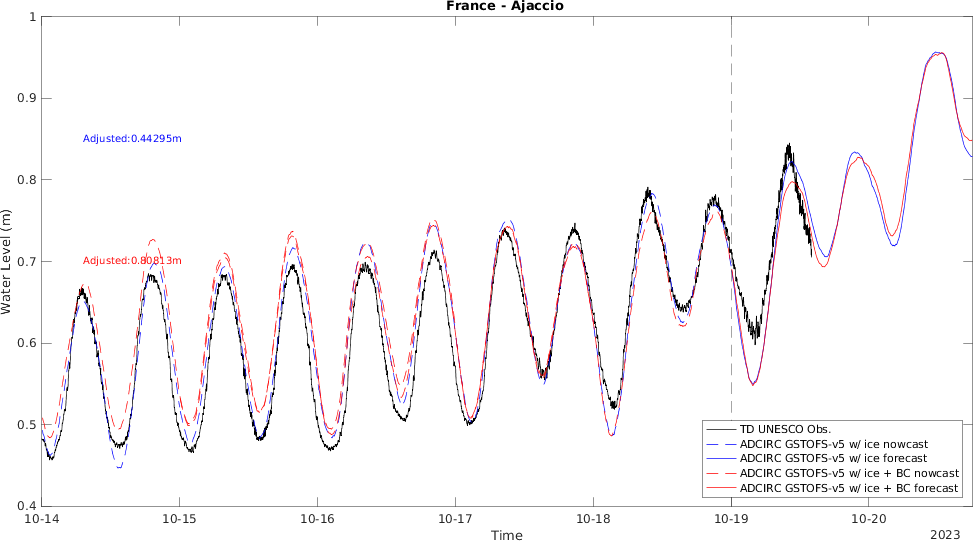 France - Ajaccio
1
0.9
0.8
0.7
0.6
0.5
0.4
Water Level (m)
Adjusted:0.44295m
Adjusted:0.80813m
TD UNESCO Obs.
ADCIRC GSTOFS-v5 w/ ice nowcast
ADCIRC GSTOFS-v5 w/ ice forecast
ADCIRC GSTOFS-v5 w/ ice + BC nowcast
ADCIRC GSTOFS-v5 w/ ice + BC forecast
10-14 10-15 10-16 10-17 10-18 10-19 10-20
Time
2023